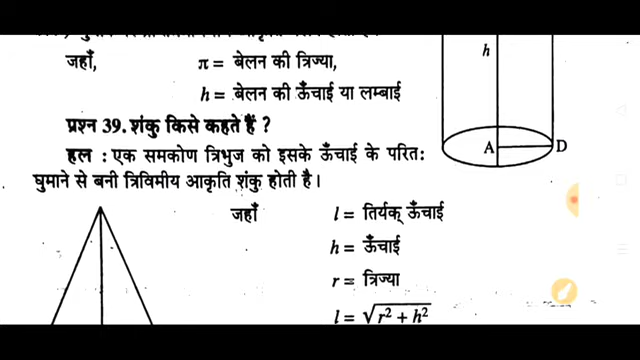 जहाँ, π = बेलन की त्रिज्या,
h
h = बेलन की ऊँचाई या लम्बाई
प्रश्न 39. शंकु किसे कहते हैं ?
हल : एक समकोण त्रिभुज को इसके ऊँचाई के परितः
A D
घुमाने से बनी त्रिविमीय आकृति शंकु होती है।
जहाँ l = तिर्यक् ऊँचाई
h = ऊँचाई
r = त्रिज्या
l = √r² + h²